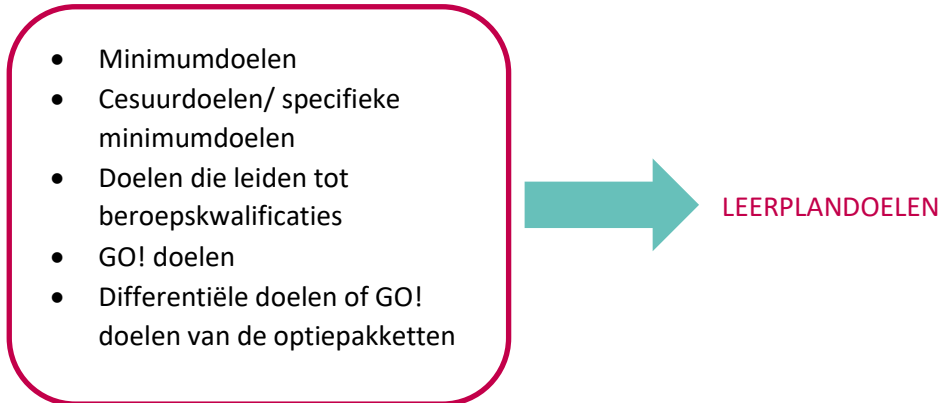 • Minimumdoelen
• Cesuurdoelen/ specifieke
minimumdoelen
• Doelen die leiden tot
beroepskwalificaties
• GO! doelen
• Differentiële doelen of GO!
doelen van de optiepakketten
LEERPLANDOELEN